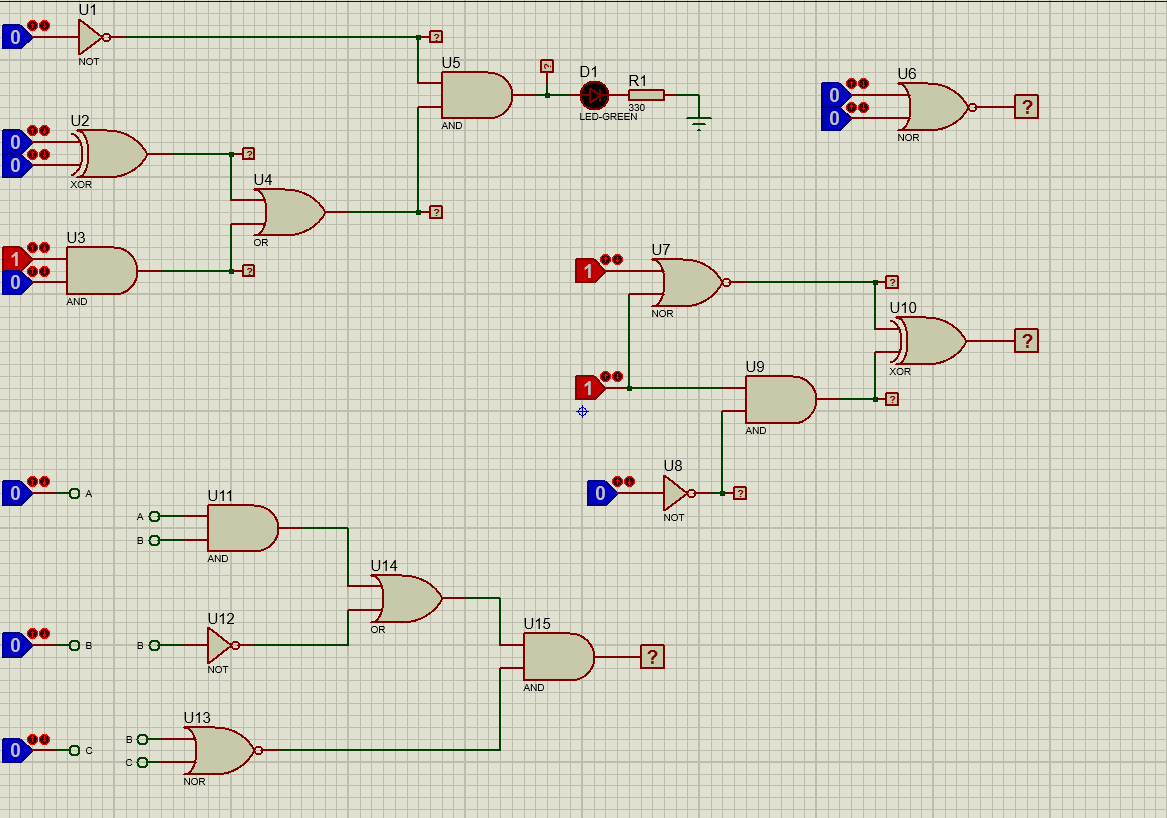 U1
0
?
NOT
U5
?
D1
R1
330
LED-GREEN
AND
U6
0
0
?
NOR
U2
0
0
?
XOR
U4
?
OR
U3
1
0
?
AND
U7
1
?
NOR
U10
?
XOR
U9
1
?
AND
U8
0
?
NOT
0
A
U11
A
B
AND
U14
OR
U12
0
B
B
NOT
U15
?
AND
U13
0
C
B
C
NOR